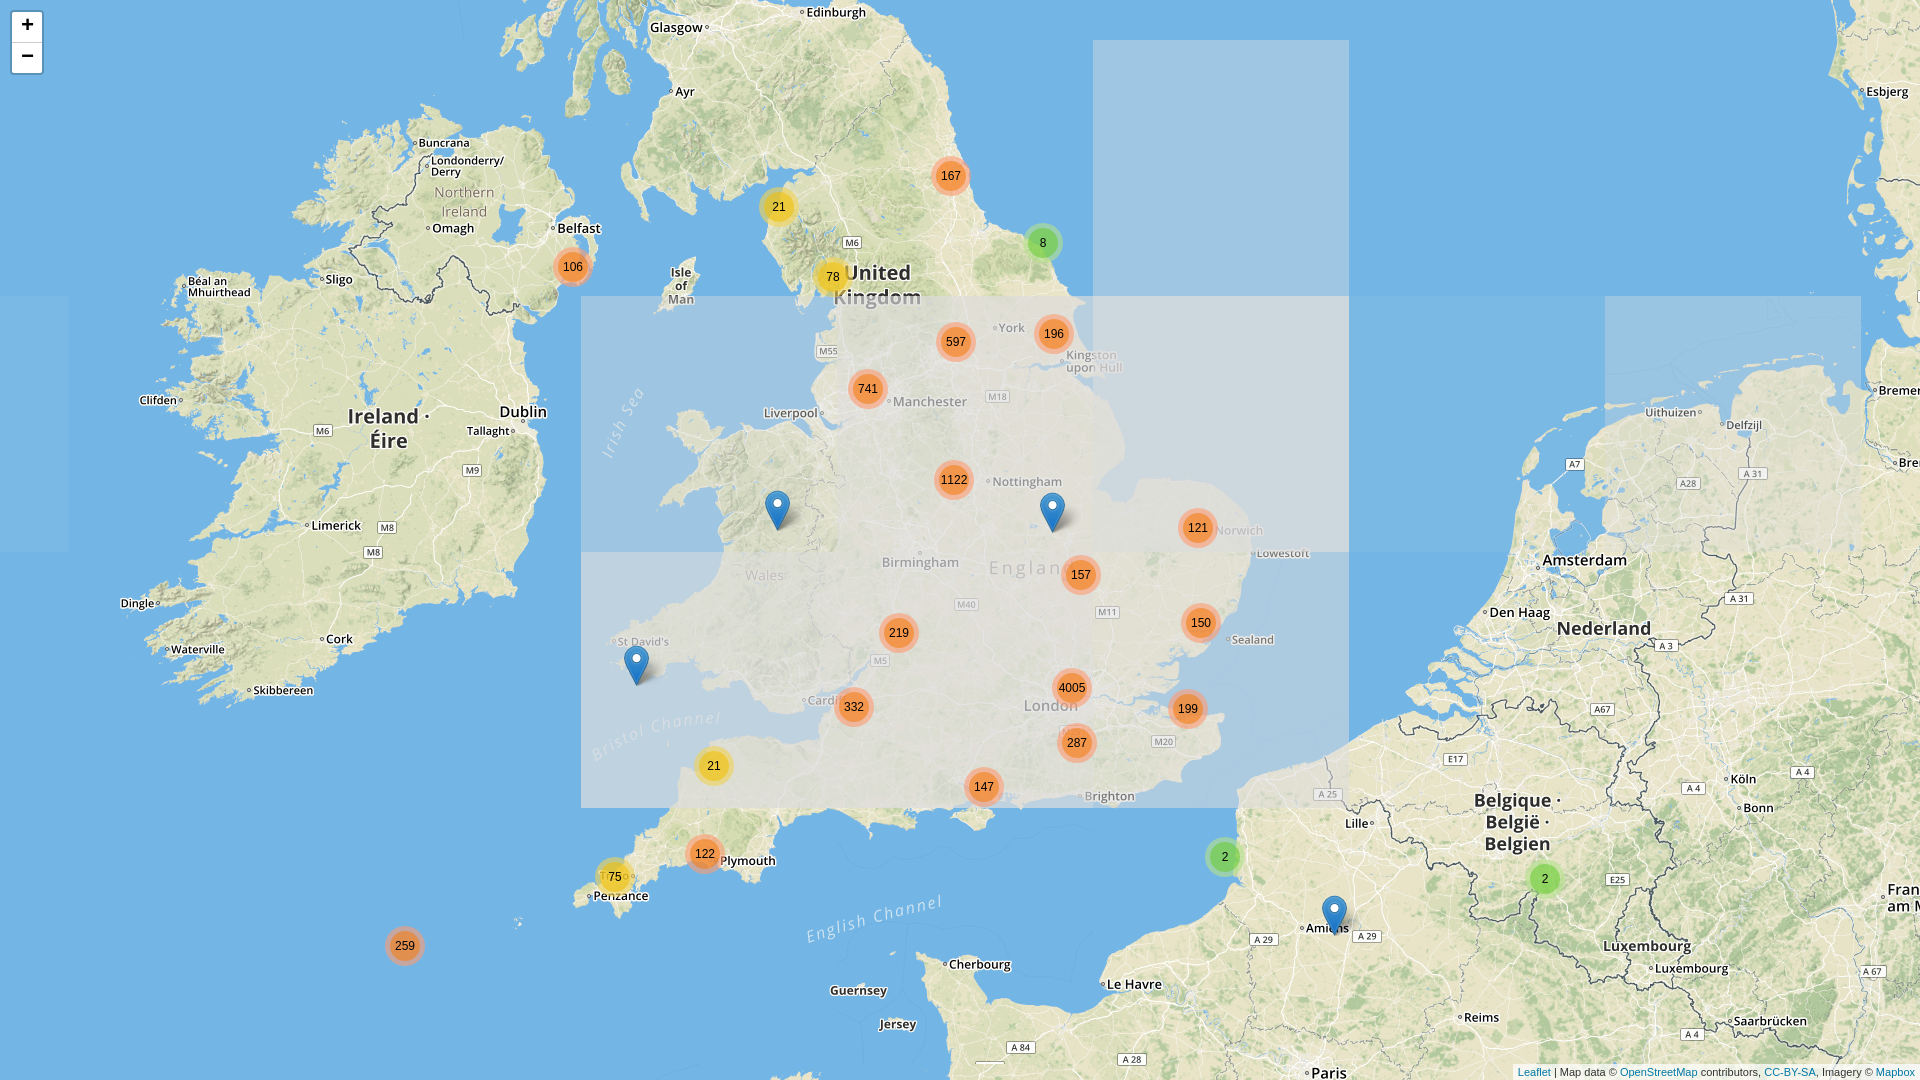 +
−
Edinburgh
Glasgow
Ayr
Esbjerg
Buncrana
Londonderry/
Derry
167
Northern
Ireland
21
Omagh
Belfast
M6
8
106
78
United
Kingdom
Isle
of
Man
Sligo
Béal an
Mhuirthead
York
196
597
M55
Kingston
upon Hull
741
Manchester
M18
Liverpool
Clifden
Dublin
Ireland ·
Éire
M6
Tallaght
Irish Sea
M9
Uithuizen
Delfzijl
A7
A 31
A28
1122
Nottingham
Limerick
M8
M8
121
Norwich
Lowestoft
Birmingham
England
157
Wales
Amsterdam
Dingle
M40
M11
A 31
Den Haag
219
150
Nederland
Cork
St David's
Sealand
Waterville
M5
A 3
Skibbereen
4005
London
332
199
A67
Bristol Channel
287
M20
E17
21
147
Brighton
A 25
Köln
A 4
A 4
Bonn
Belgique ·
België ·
Belgien
Lille
122
Plymouth
2
75
Penzance
2
E25
English Channel
Amiens
A 29
A 29
259
Luxembourg
Luxembourg
A 67
Cherbourg
Le Havre
Guernsey
Jersey
Reims
Saarbrücken
A 4
A 84
A 28
Paris
Leaflet | Map data © OpenStreetMap contributors, CC-BY-SA, Imagery © Mapbox